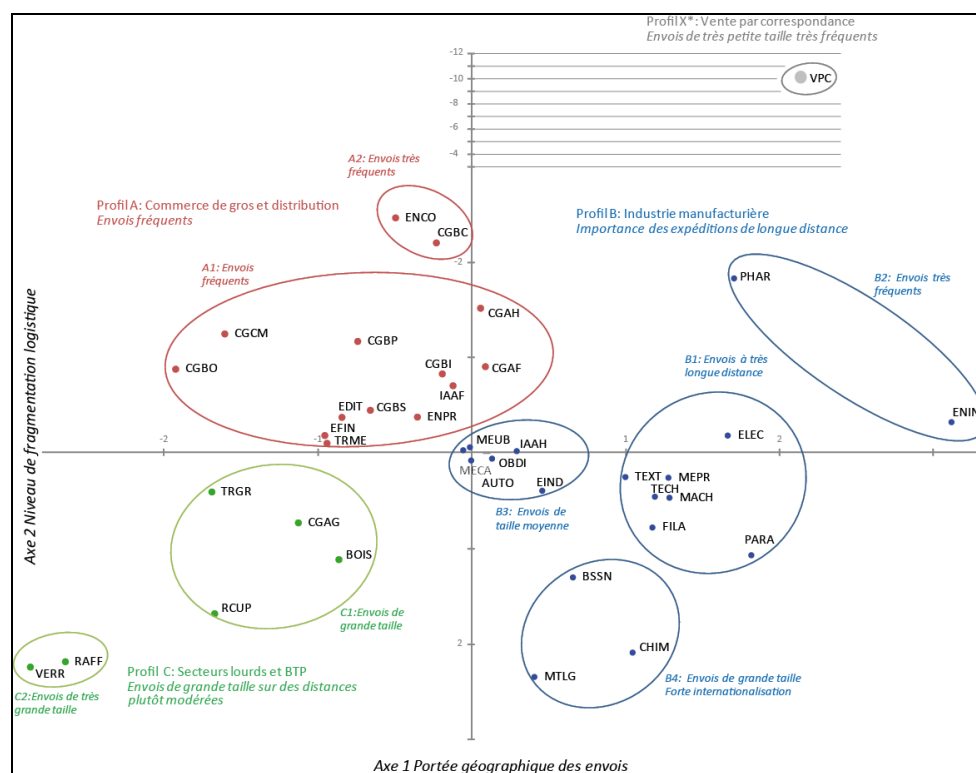 Profil X*: Vente par correspondance
Envois de très petite taille très fréquents
-12
-10
-8
-6
-4
VPC
A2: Envois très
fréquents
Profil A: Commerce de gros et distribution
Envois fréquents
ENCO
CGBC
Profil B: Industrie manufacturière
Importance des expéditions de longue distance
A1: Envois
fréquents
-2
PHAR
B2: Envois très
fréquents
CGAH
CGCM
CGBP
B1: Envoi à très
longue distance
CGBO
CGBI
CGAF
IAAF
EDIT
CGBS
ENPR
ENIN
EFIN
TRME
ELEC
-2
-1
1
2
MEUB
IAAH
MECA
OBDI
AUTO
EIND
TEXT
MEPR
TECH
MACH
TRGR
B3: Envois de
taille moyenne
CGAG
FILA
PARA
BOIS
BSSN
RCUP
C1:Envois de
grande taille
2
RAFF
VERR
CHIM
Profil C: Secteurs lourds et BTP
Envois de grande taille sur des distances
plutôt modérées
MTLG
B4: Envois de grande taille
Forte internationalisation
C2:Envois de très
grande taille
Axe 2 Niveau de fragmentation logistique
Axe 1 Portée géographique des envois